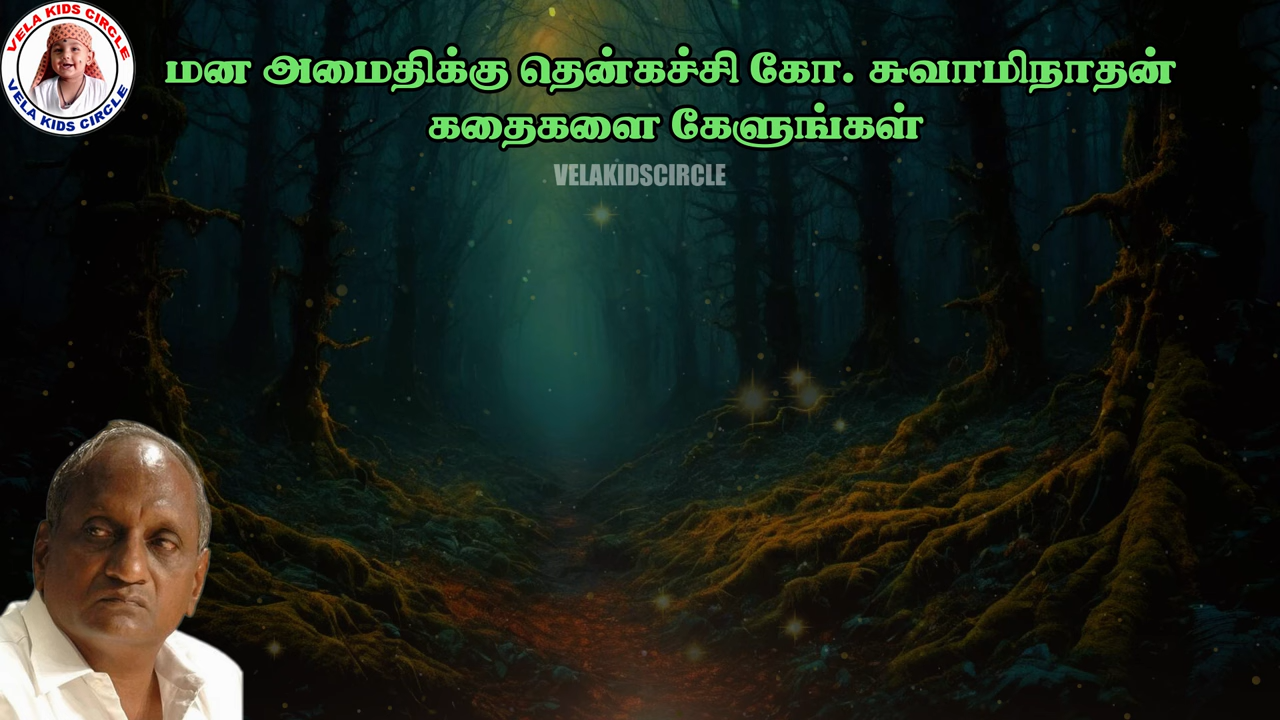 VELA KIDS CIRCLE
VELA KIDS CIRCLE
மன அமைதிக்கு தென்கச்சி கோ. சுவாமிநாதன்
கதைகளை கேளுங்கள்
VELAKIDSCIRCLE